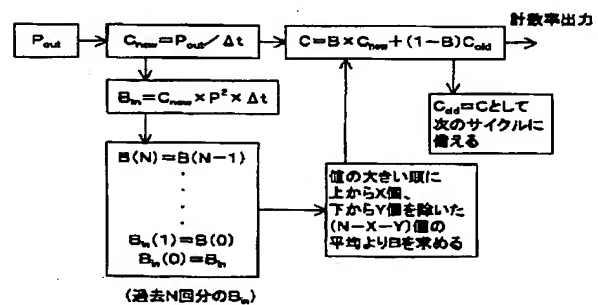 計数率出力
Pout
Cnew=Pout/Δt
C=B×Cnew+(1-B)Cold
Bin=Cnew×P²×Δt
Cold=Cとして
次のサイクルに
備える
B(N)=B(N-1)
・
・
・
・
Bin(1)=B(0)
Bin(0)=Bin
値の大きい順に
上からX個、
下からY個を除いた
(N-X-Y)個の
平均よりBを求める
(過去N回分のBin)